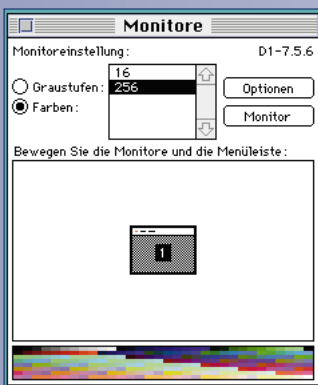 Monitore
Monitoreinstellung: D1-7.5.6
16
Graustufen: 256 Optionen
Farben: Monitor
Bewegen Sie die Monitore und die Menüleiste:
1